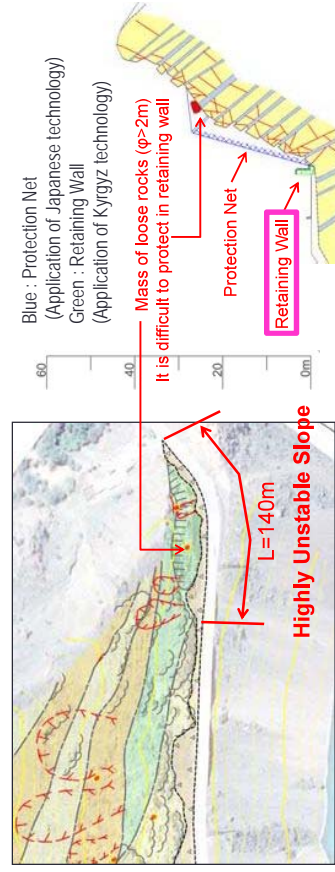 Blue : Protection Net
(Application of Japanese technology)
Green : Retaining Wall
(Application of Kyrgyz technology)
Mass of loose rocks (φ>2m)
It is difficult to protect in retaining wall
Protection Net
Retaining Wall
60
40
20
0m
L=140m
Highly Unstable Slope